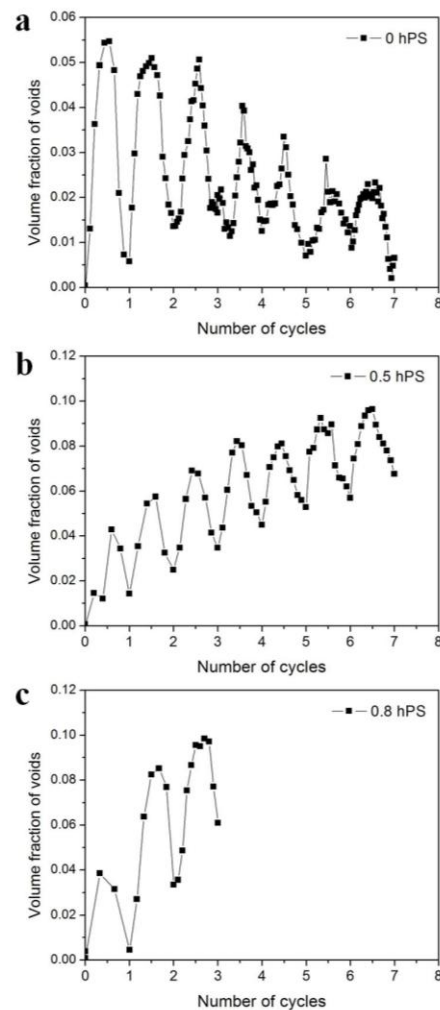 a
0 hPS
Volume fraction of voids
0.06
0.05
0.04
0.03
0.02
0.01
0.00
0 1 2 3 4 5 6 7 8
Number of cycles
b
0.5 hPS
Volume fraction of voids
0.12
0.10
0.08
0.06
0.04
0.02
0.00
0 1 2 3 4 5 6 7 8
Number of cycles
c
0.8 hPS
Volume fraction of voids
0.12
0.10
0.08
0.06
0.04
0.02
0.00
0 1 2 3 4 5 6 7 8
Number of cycles